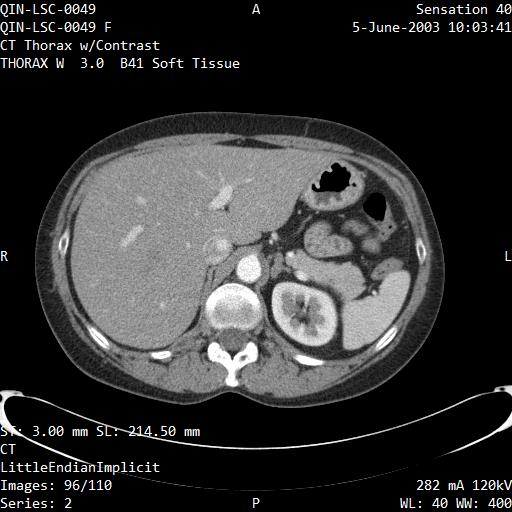 QIN-LSC-0049
A
Sensation 40
QIN-LSC-0049 F
5-June-2003 10:03:41
CT Thorax w/Contrast
THORAX W 3.0 B41 Soft Tissue
R
L
ST: 3.00 mm SL: 214.50 mm
CT
LittleEndianImplicit
Images: 96/110
282 mA 120kV
Series: 2
P
WL: 40 WW: 400